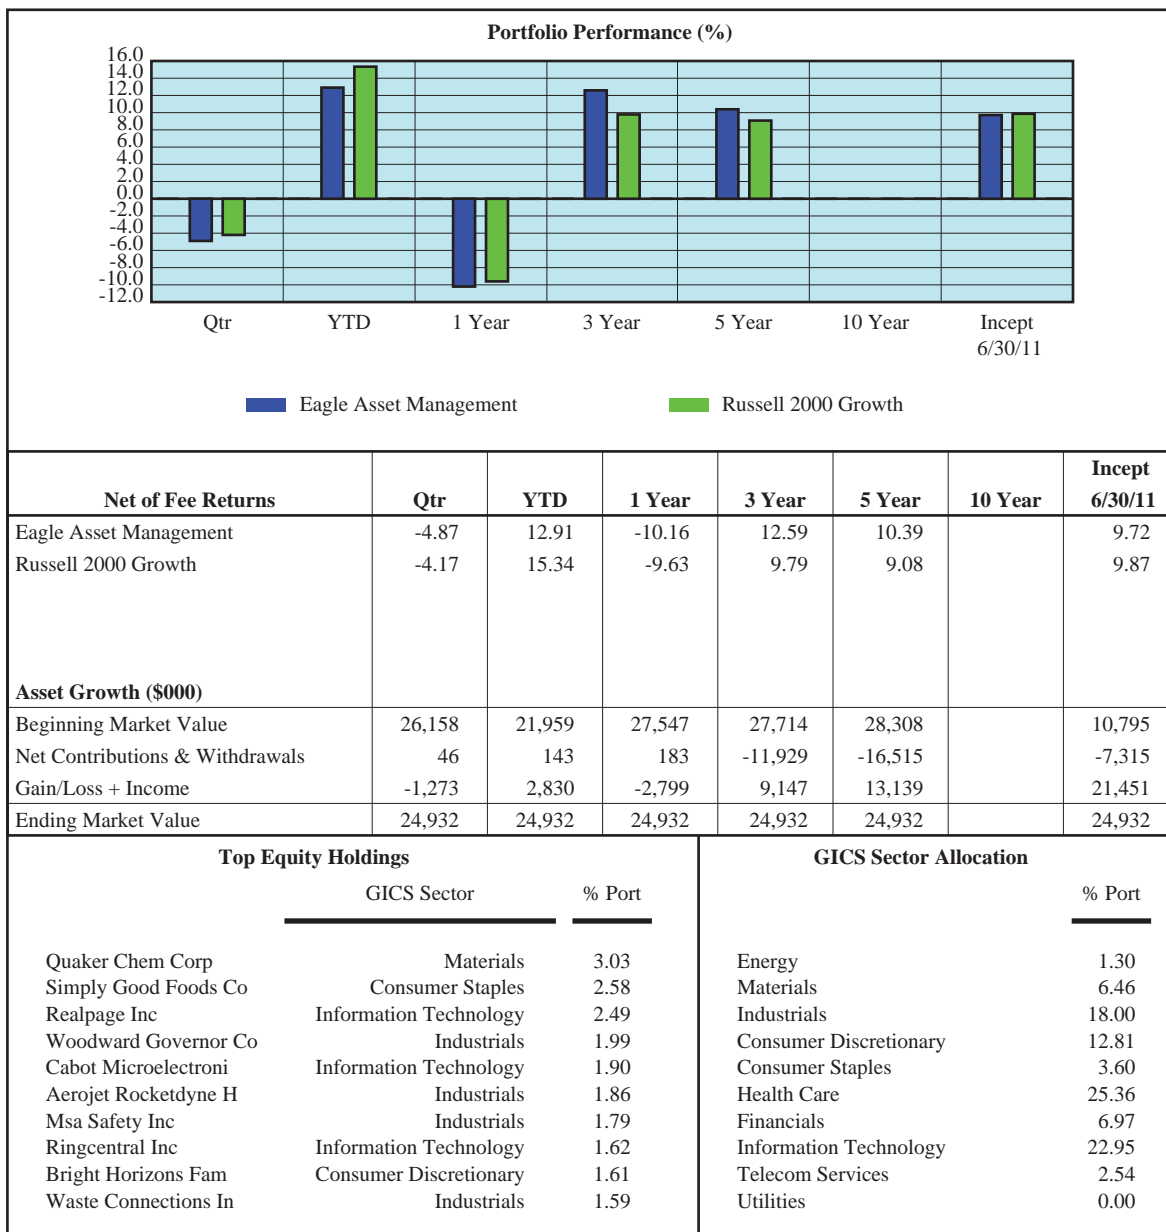 Portfolio Performance (%)
16.0
14.0
12.0
10.0
8.0
6.0
4.0
2.0
0.0
-2.0
-4.0
-6.0
-8.0
-10.0
-12.0
Qtr YTD 1 Year 3 Year 5 Year 10 Year Incept
6/30/11
Eagle Asset Management Russell 2000 Growth
Incept
Net of Fee Returns Qtr YTD 1 Year 3 Year 5 Year 10 Year 6/30/11
Eagle Asset Management -4.87 12.91 -10.16 12.59 10.39 9.72
Russell 2000 Growth -4.17 15.34 -9.63 9.79 9.08 9.87
Asset Growth ($000)
Beginning Market Value 26,158 21,959 27,547 27,714 28,308 10,795
Net Contributions & Withdrawals 46 143 183 -11,929 -16,515 -7,315
Gain/Loss + Income -1,273 2,830 -2,799 9,147 13,139 21,451
Ending Market Value 24,932 24,932 24,932 24,932 24,932 24,932
Top Equity Holdings
GICS Sector % Port
Quaker Chem Corp Materials 3.03
Simply Good Foods Co Consumer Staples 2.58
Realpage Inc Information Technology 2.49
Woodward Governor Co Industrials 1.99
Cabot Microelectroni Information Technology 1.90
Aerojet Rocketdyne H Industrials 1.86
Msa Safety Inc Industrials 1.79
Ringcentral Inc Information Technology 1.62
Bright Horizons Fam Consumer Discretionary 1.61
Waste Connections In Industrials 1.59
GICS Sector Allocation
% Port
Energy 1.30
Materials 6.46
Industrials 18.00
Consumer Discretionary 12.81
Consumer Staples 3.60
Health Care 25.36
Financials 6.97
Information Technology 22.95
Telecom Services 2.54
Utilities 0.00